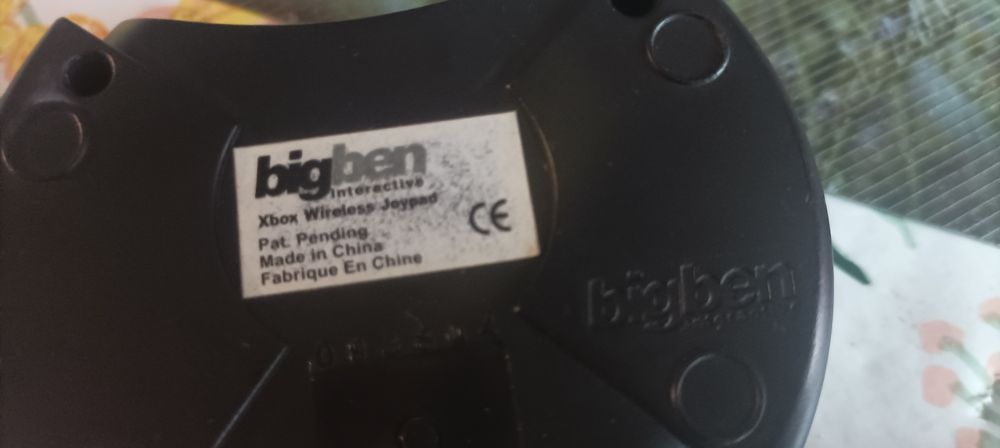 bigben
interactive
Xbox Wireless Joypad
Pat. Pending
Made in China
Fabrique En Chine
CE
bigben